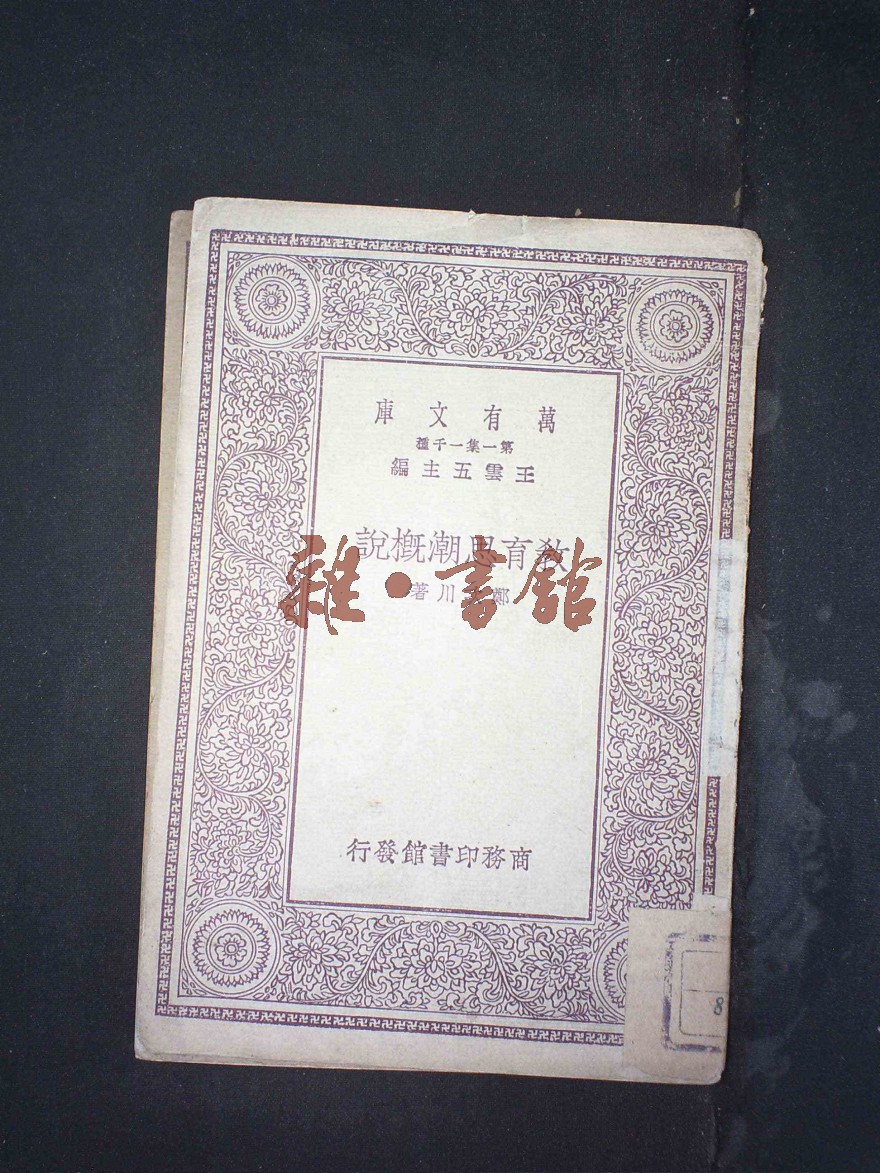 萬有文庫
第一集一千種
王雲五主編
教育思潮概說
鄭 川著
雜·書館
商務印書館發行
8